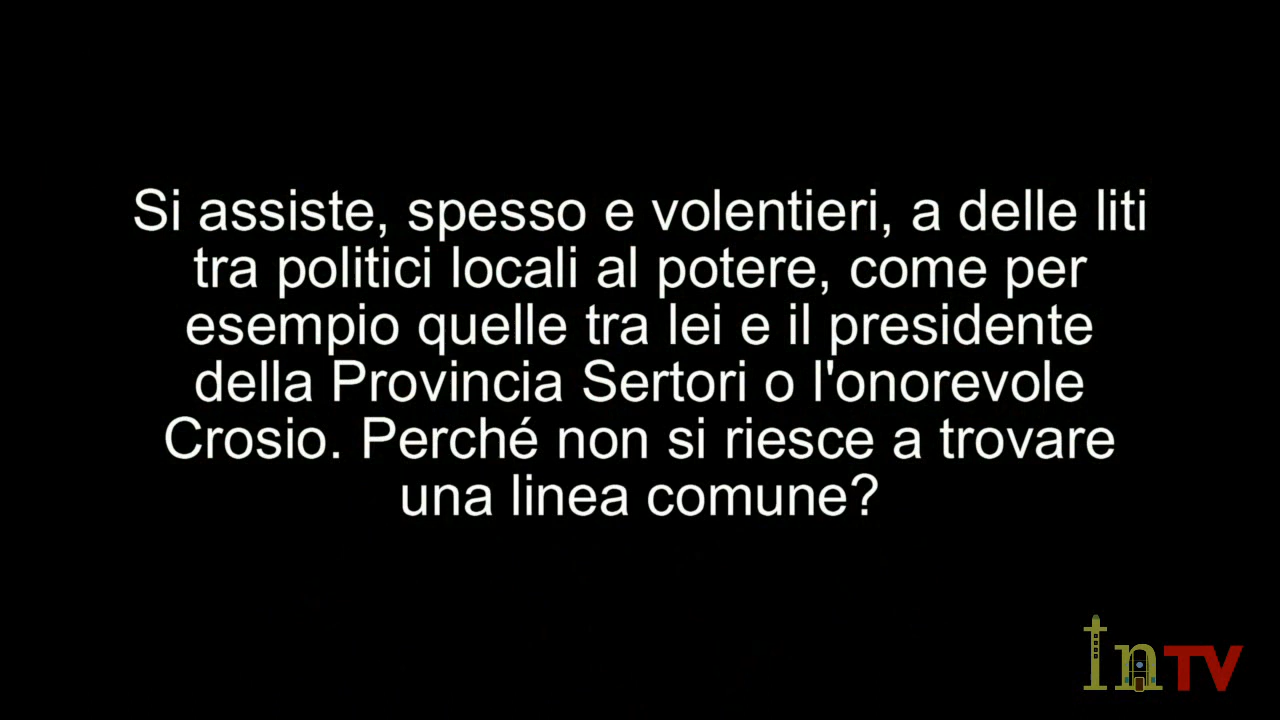 Si assiste, spesso e volentieri, a delle liti
tra politici locali al potere, come per
esempio quelle tra lei e il presidente
della Provincia Sertori o l'onorevole
Crosio. Perché non si riesce a trovare
una linea comune?
InTV